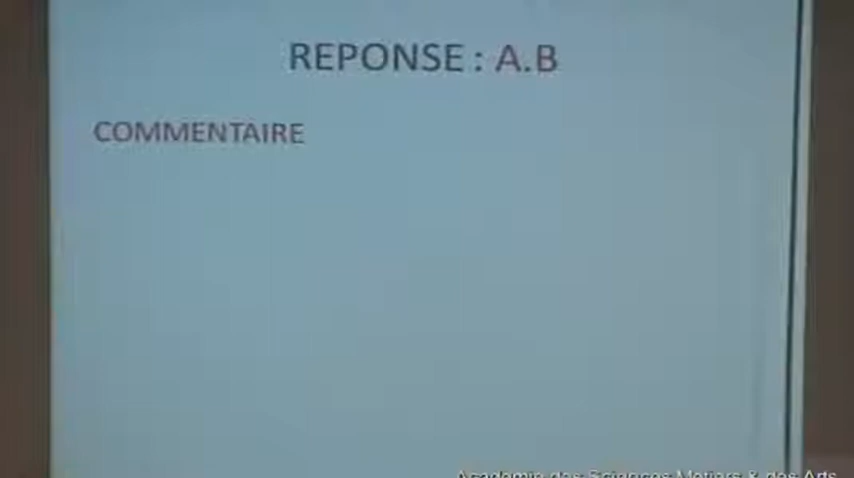 REPONSE : A.B
COMMENTAIRE
Academie des Sciences Metiers & des Arts